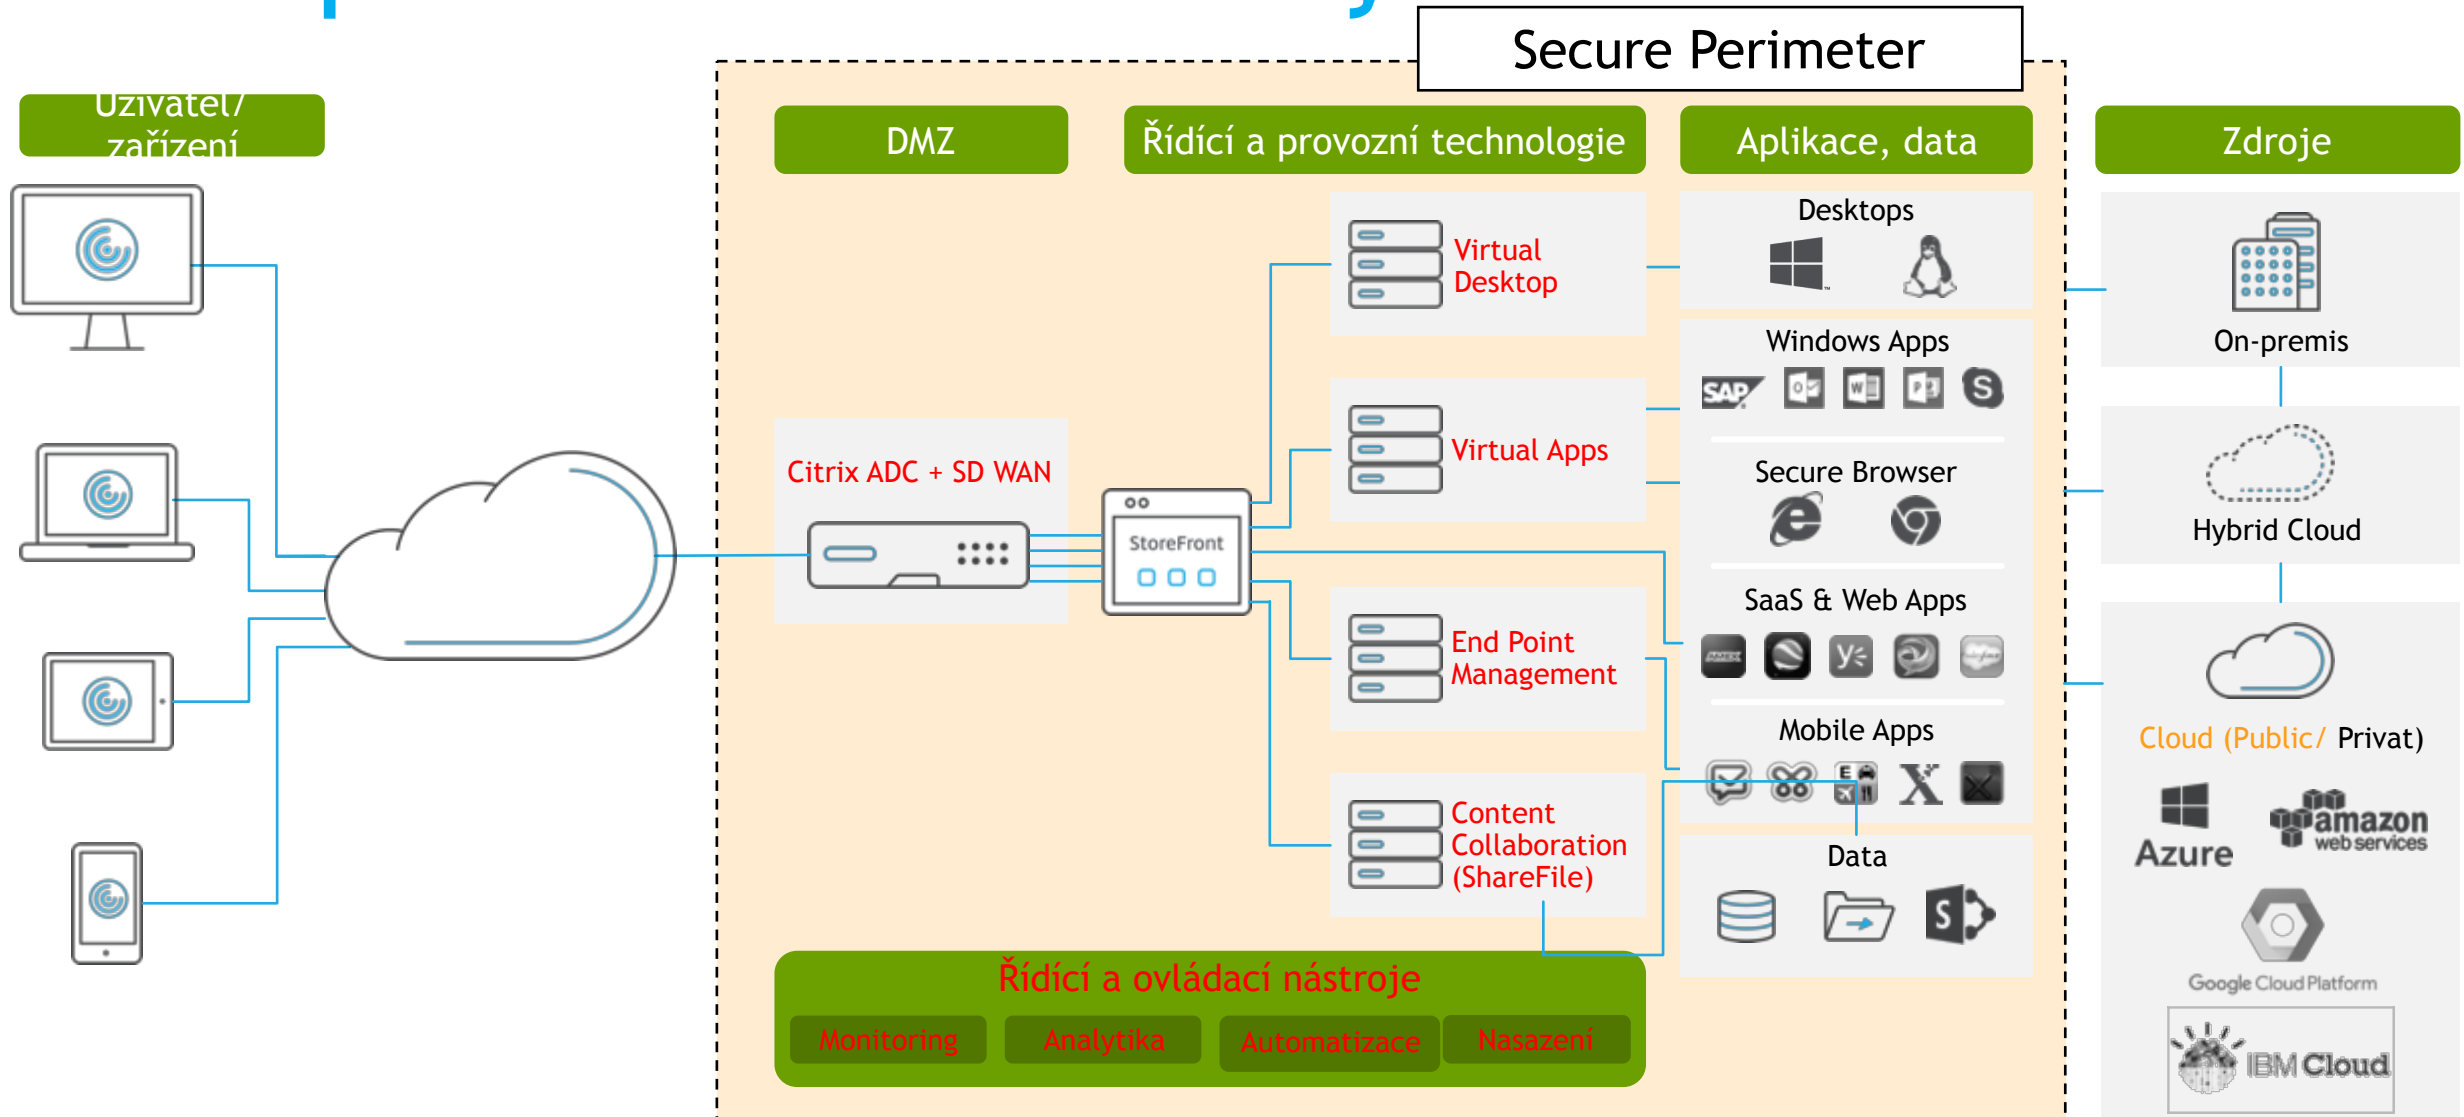 Secure Perimeter
Uživatel/
zařízení
DMZ
Řídící a provozní technologie
Aplikace, data
Zdroje
Desktops
Virtual
Desktop
Windows Apps
SAP
On-premis
Virtual Apps
Secure Browser
Citrix ADC + SD WAN
StoreFront
Hybrid Cloud
SaaS & Web Apps
End Point
Management
Mobile Apps
Cloud (Public/ Privat)
Content
Collaboration
(ShareFile)
Data
Azure
amazon
web services
Google Cloud Platform
Řídící a ovládací nástroje
Monitoring
Analytika
Automatizace
Nasazení
IBM Cloud